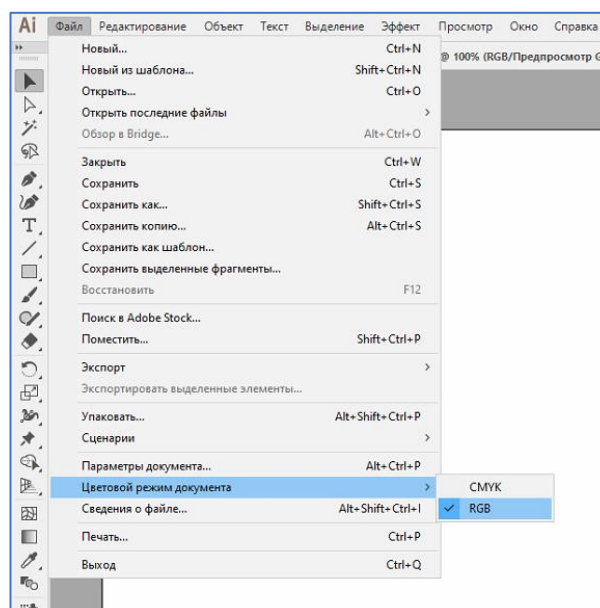 Ai Файл Редактирование Объект Текст Выделение Эффект Просмотр Окно Справка
@ 100% (RGB/Предпросмотр
Новый... Ctrl+N
Новый из шаблона... Shift+Ctrl+N
Открыть... Ctrl+O
Открыть последние файлы
Обзор в Bridge... Alt+Ctrl+O
Закрыть Ctrl+W
Сохранить Ctrl+S
Сохранить как... Shift+Ctrl+S
Сохранить копию... Alt+Ctrl+S
Сохранить как шаблон...
Сохранить выделенные фрагменты...
Восстановить F12
Поиск в Adobe Stock...
Поместить... Shift+Ctrl+P
Экспорт
Экспортировать выделенные элементы...
Упаковать... Alt+Shift+Ctrl+P
Сценарии
Параметры документа... Alt+Ctrl+P
Цветовой режим документа CMYK
Сведения о файле... Alt+Shift+Ctrl+I RGB
Печать... Ctrl+P
Выход Ctrl+Q